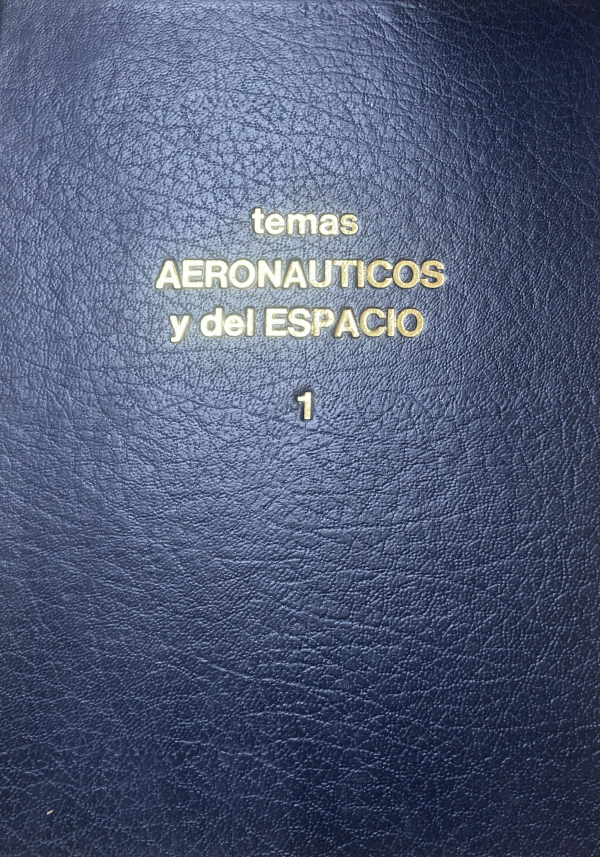 temas
AERONAUTICOS
y del ESPACIO
1